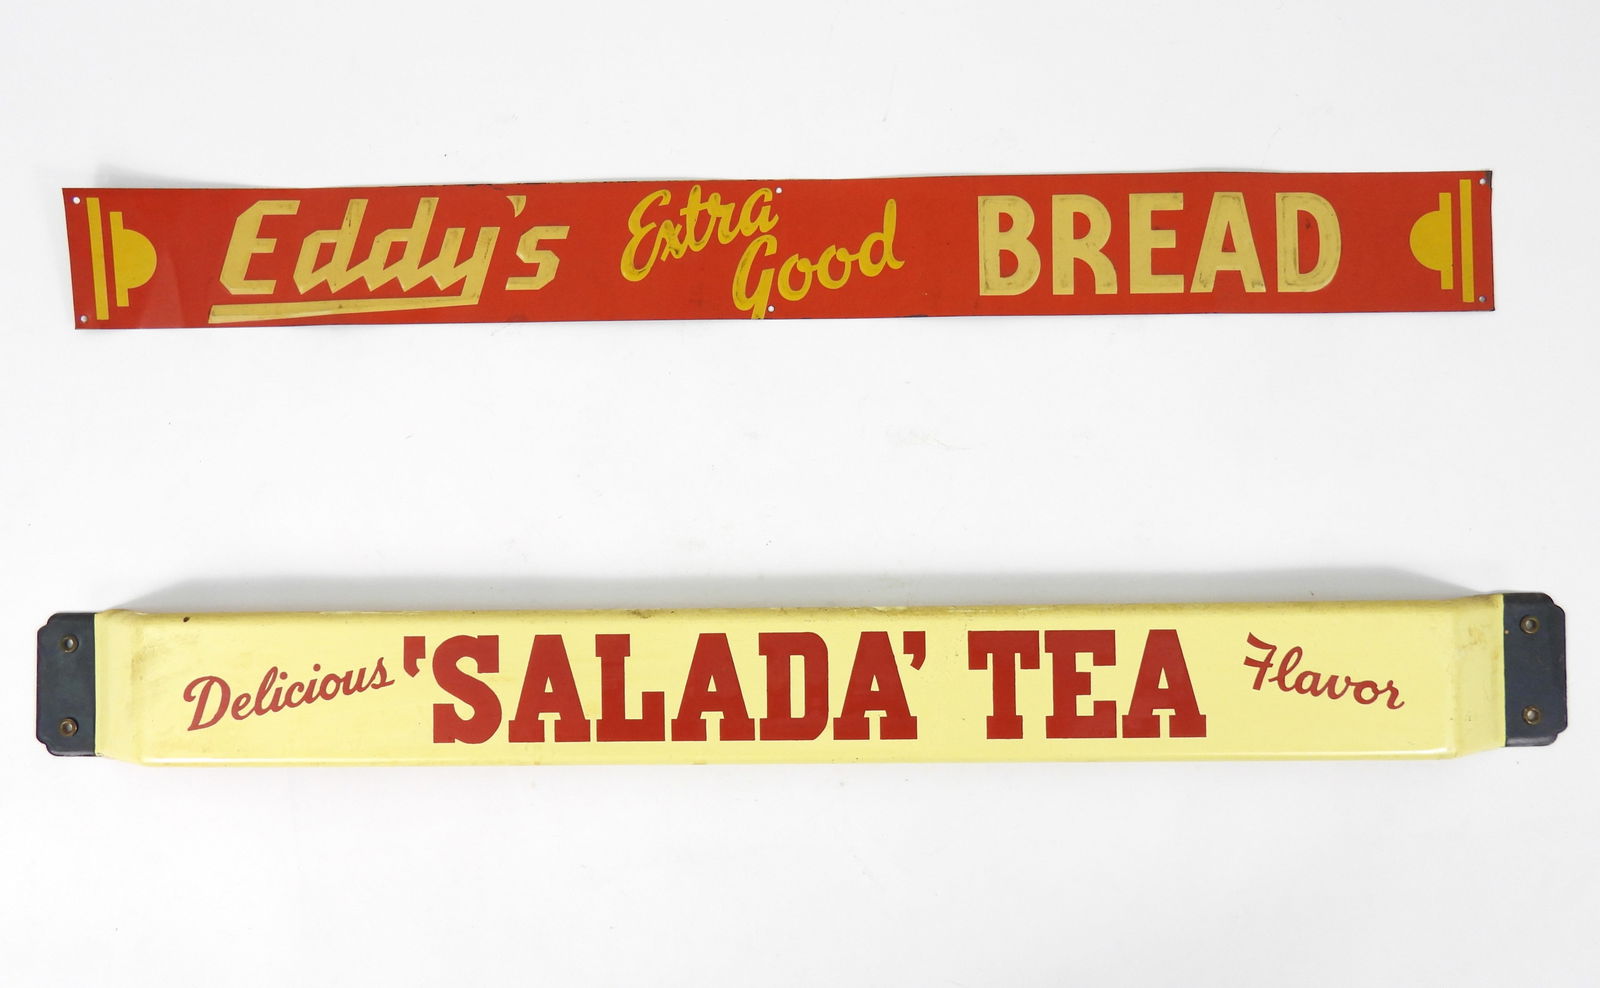 Eddy's Extra Good BREAD
Delicious 'SALADA' TEA Flavor